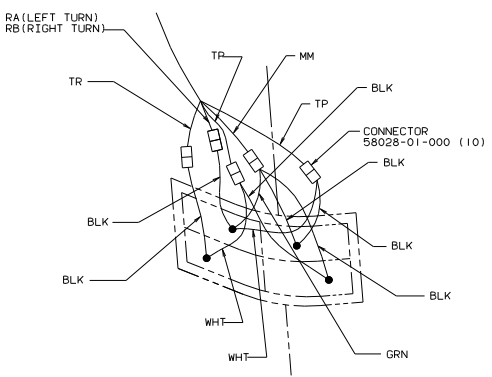 RA(LEFT TURN)
RB(RIGHT TURN)
TP
MM
TR
BLK
TP
CONNECTOR
58028-01-000 (10)
BLK
BLK
BLK
BLK
BLK
WHT
WHT
GRN